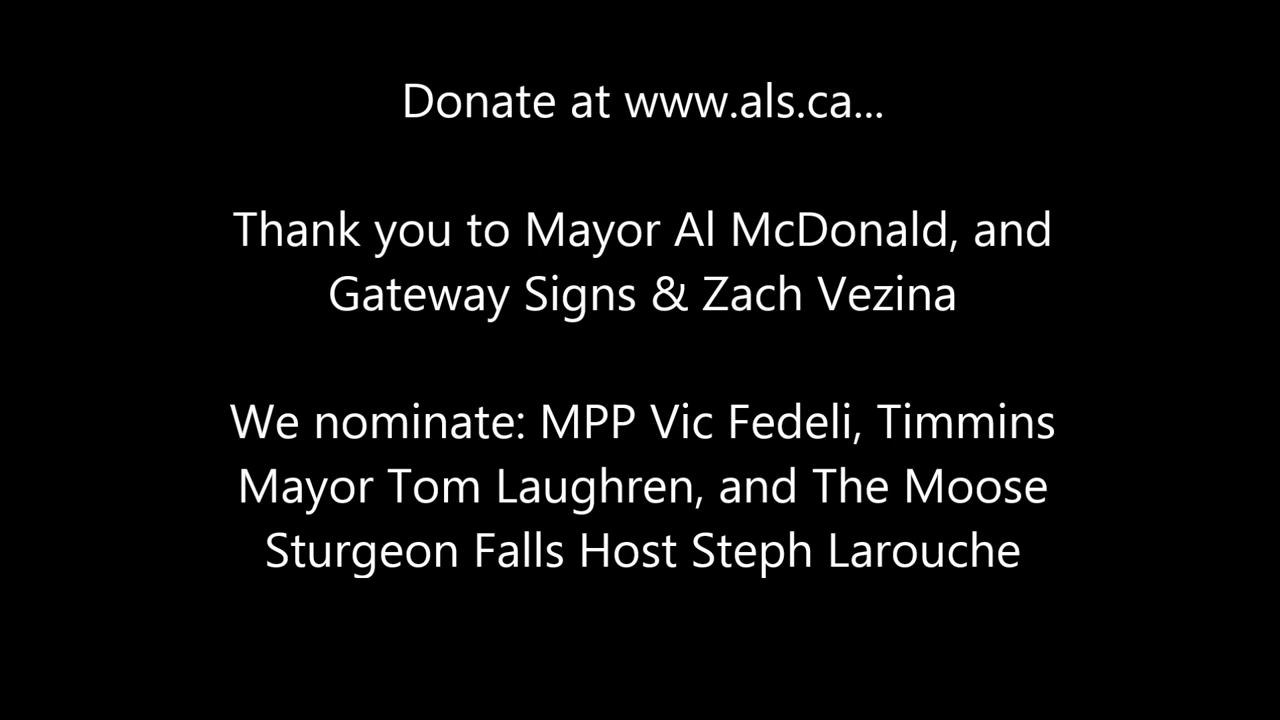 Donate at www.als.ca...
Thank you to Mayor Al McDonald, and
Gateway Signs & Zach Vezina
We nominate: MPP Vic Fedeli, Timmins
Mayor Tom Laughren, and The Moose
Sturgeon Falls Host Steph Larouche